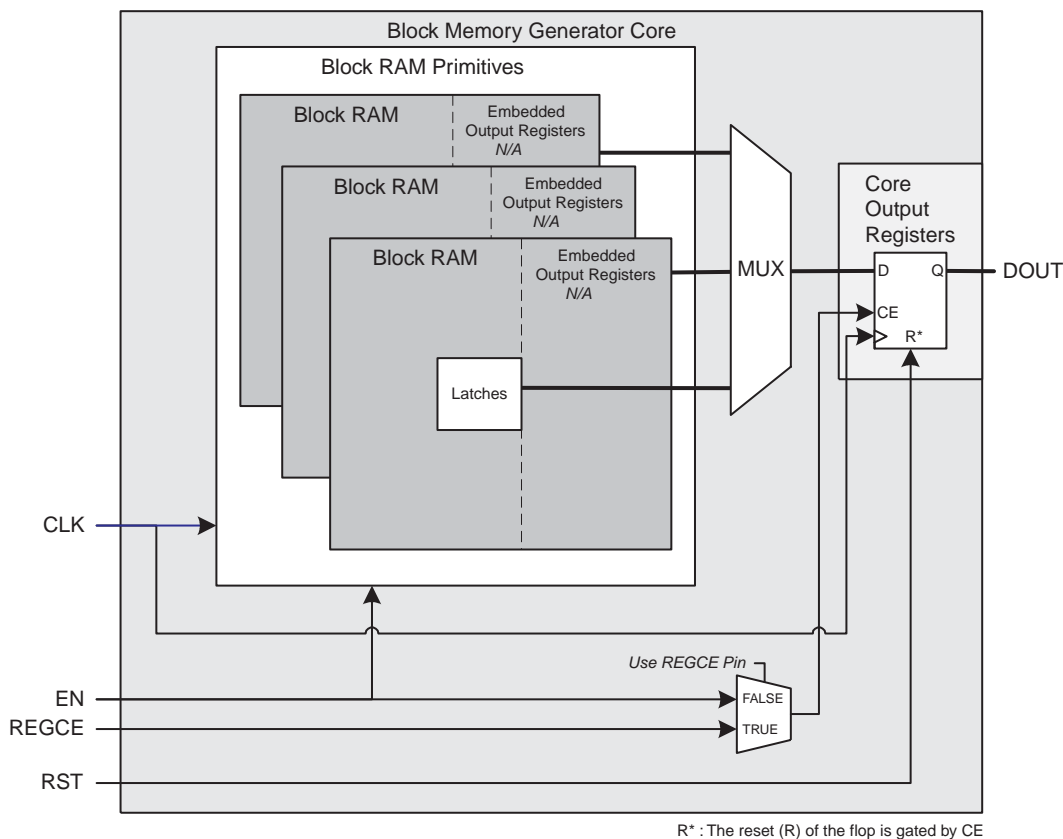 Block Memory Generator Core
Block RAM Primitives
Block RAM
Embedded
Output Registers
N/A
Block RAM
Embedded
Output Registers
N/A
Block RAM
Embedded
Output Registers
N/A
Latches
MUX
Core
Output
Registers
D
Q
CE
R*
DOUT
CLK
Use REGCE Pin
EN
FALSE
REGCE
TRUE
RST
R* : The reset (R) of the flop is gated by CE